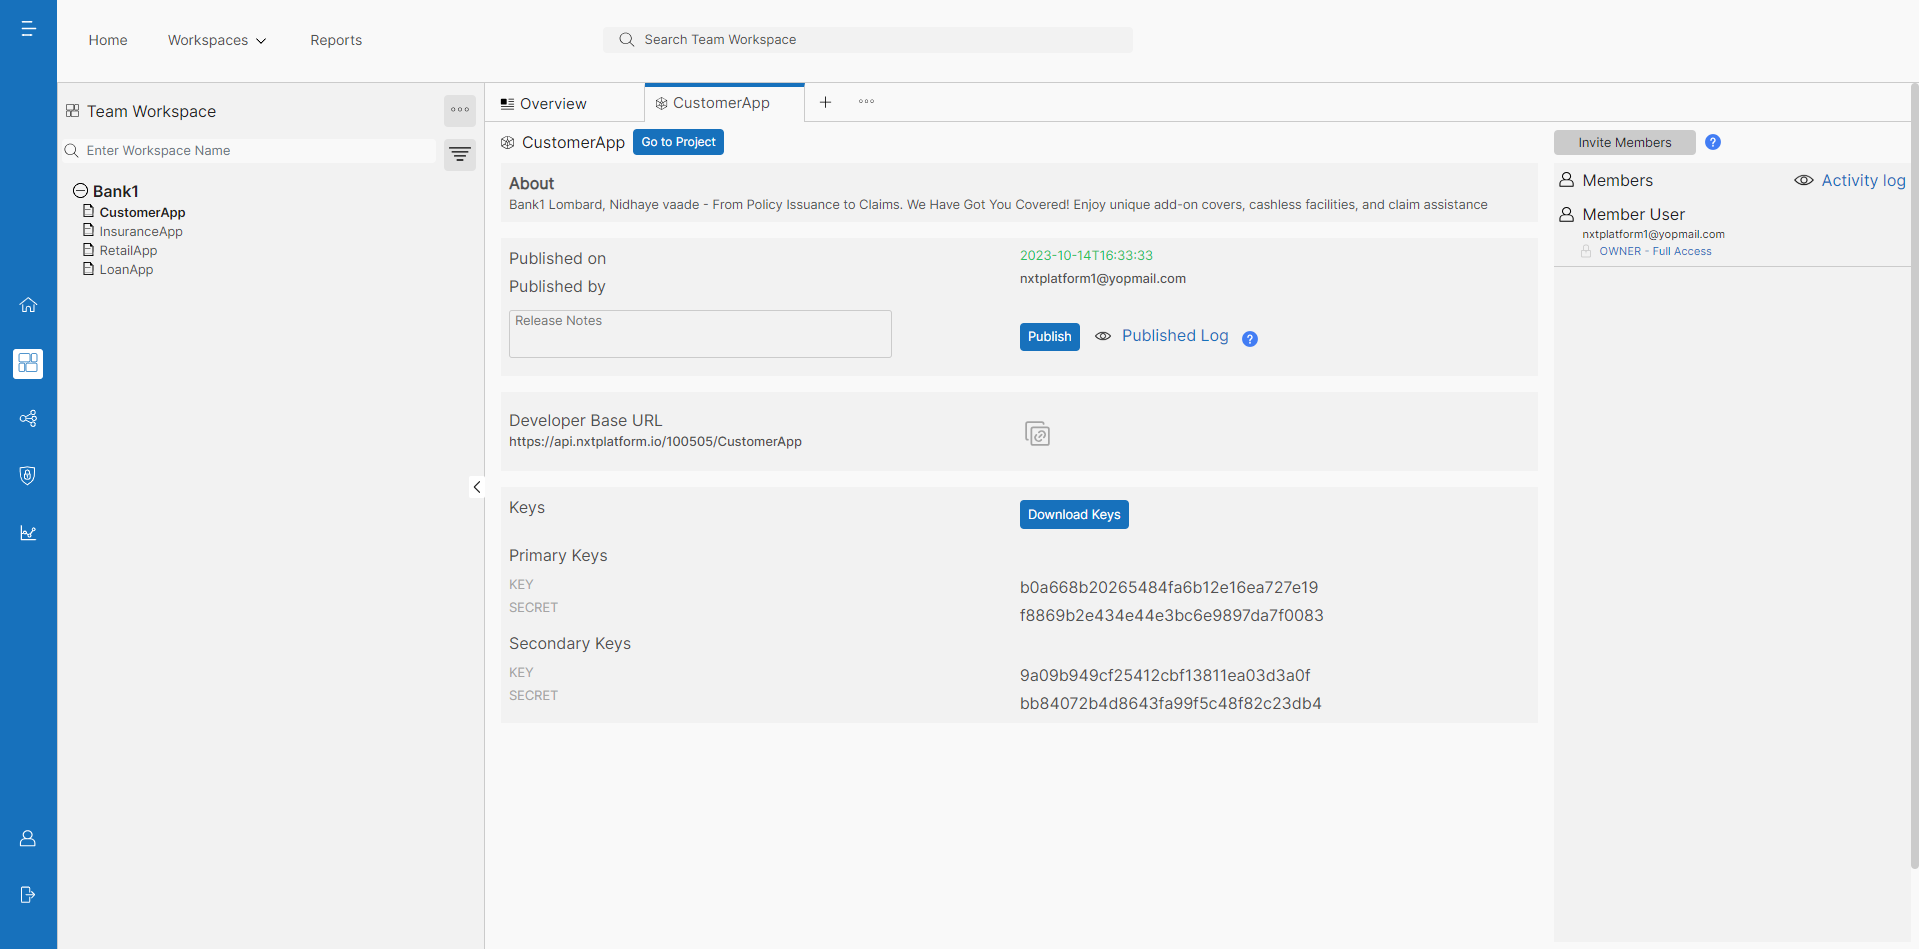 Home
Workspaces
Reports
Search Team Workspace
Team Workspace
Enter Workspace Name
Bank1
CustomerApp
InsuranceApp
RetailApp
LoanApp
Overview
CustomerApp
CustomerApp
Go to Project
About
Bank1 Lombard, Nidhaye vaade - From Policy Issuance to Claims. We Have Got You Covered! Enjoy unique add-on covers, cashless facilities, and claim assistance
Published on
2023-10-14T16:33:33
Published by
nxtplatform1@yopmail.com
Release Notes
Publish
Published Log
?
Developer Base URL
https://api.nxtplatform.io/100505/CustomerApp
Keys
Download Keys
Primary Keys
KEY
b0a668b20265484fa6b12e16ea727e19
SECRET
f8869b2e434e44e3bc6e9897da7f0083
Secondary Keys
KEY
9a09b949cf25412cbf13811ea03d3a0f
SECRET
bb84072b4d8643fa99f5c48f82c23db4
Invite Members
?
Members
Activity log
Member User
nxtplatform1@yopmail.com
OWNER - Full Access